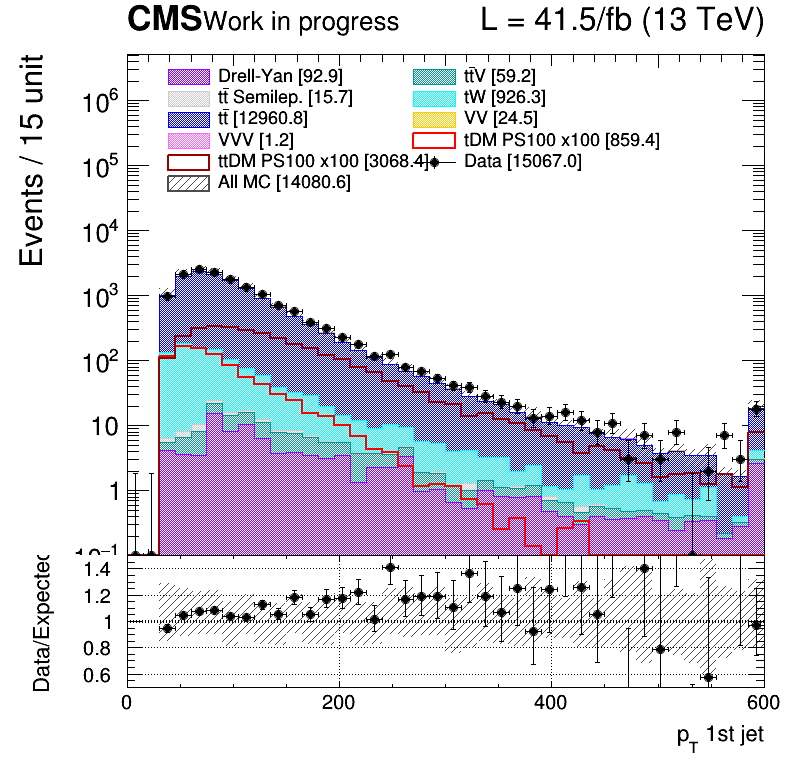 CMS Work in progress L = 41.5/fb (13 TeV)
Events / 15 unit
Drell-Yan [92.9] tt̄V [59.2]
tt̄ Semilep. [15.7] tW [926.3]
tt̄ [12960.8] VV [24.5]
VVV [1.2] tDM PS100 x100 [859.4]
ttDM PS100 x100 [3068.4] Data [15067.0]
All MC [14080.6]
10⁶
10⁵
10⁴
10³
10²
10
1
10⁻¹
Data/Expected
1.4
1.2
1
0.8
0.6
0 200 400 600
p_T 1st jet